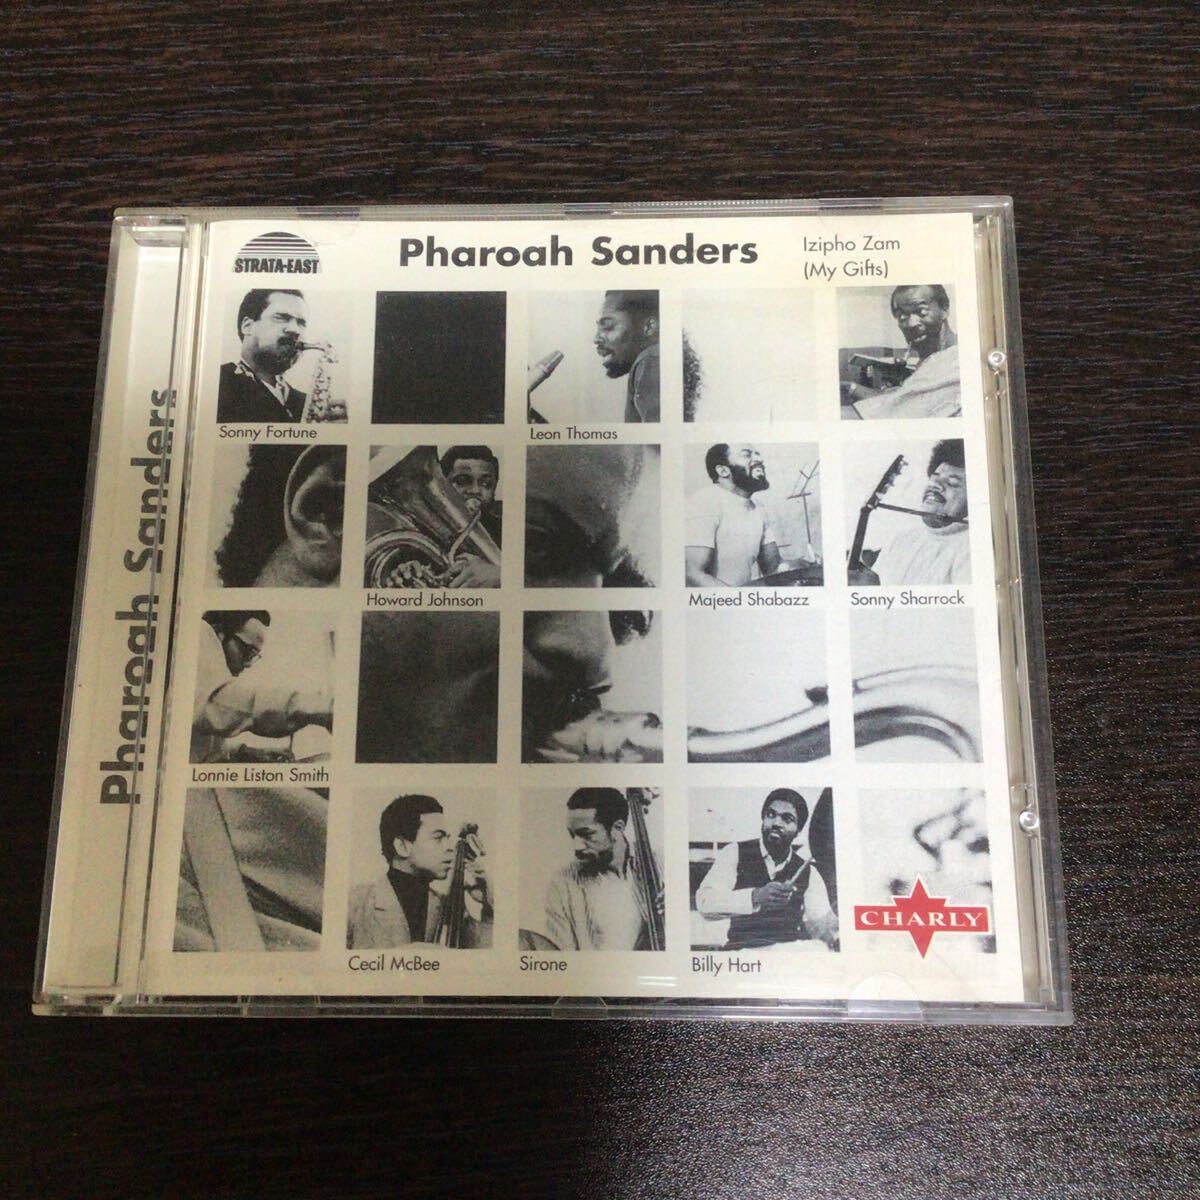 STRATA-EAST
Pharoah Sanders
Izipho Zam
(My Gifts)
Pharoah Sanders
Sonny Fortune
Leon Thomas
Howard Johnson
Majeed Shabazz
Sonny Sharrock
Lonnie Liston Smith
Cecil McBee
Sirone
Billy Hart
CHARLY